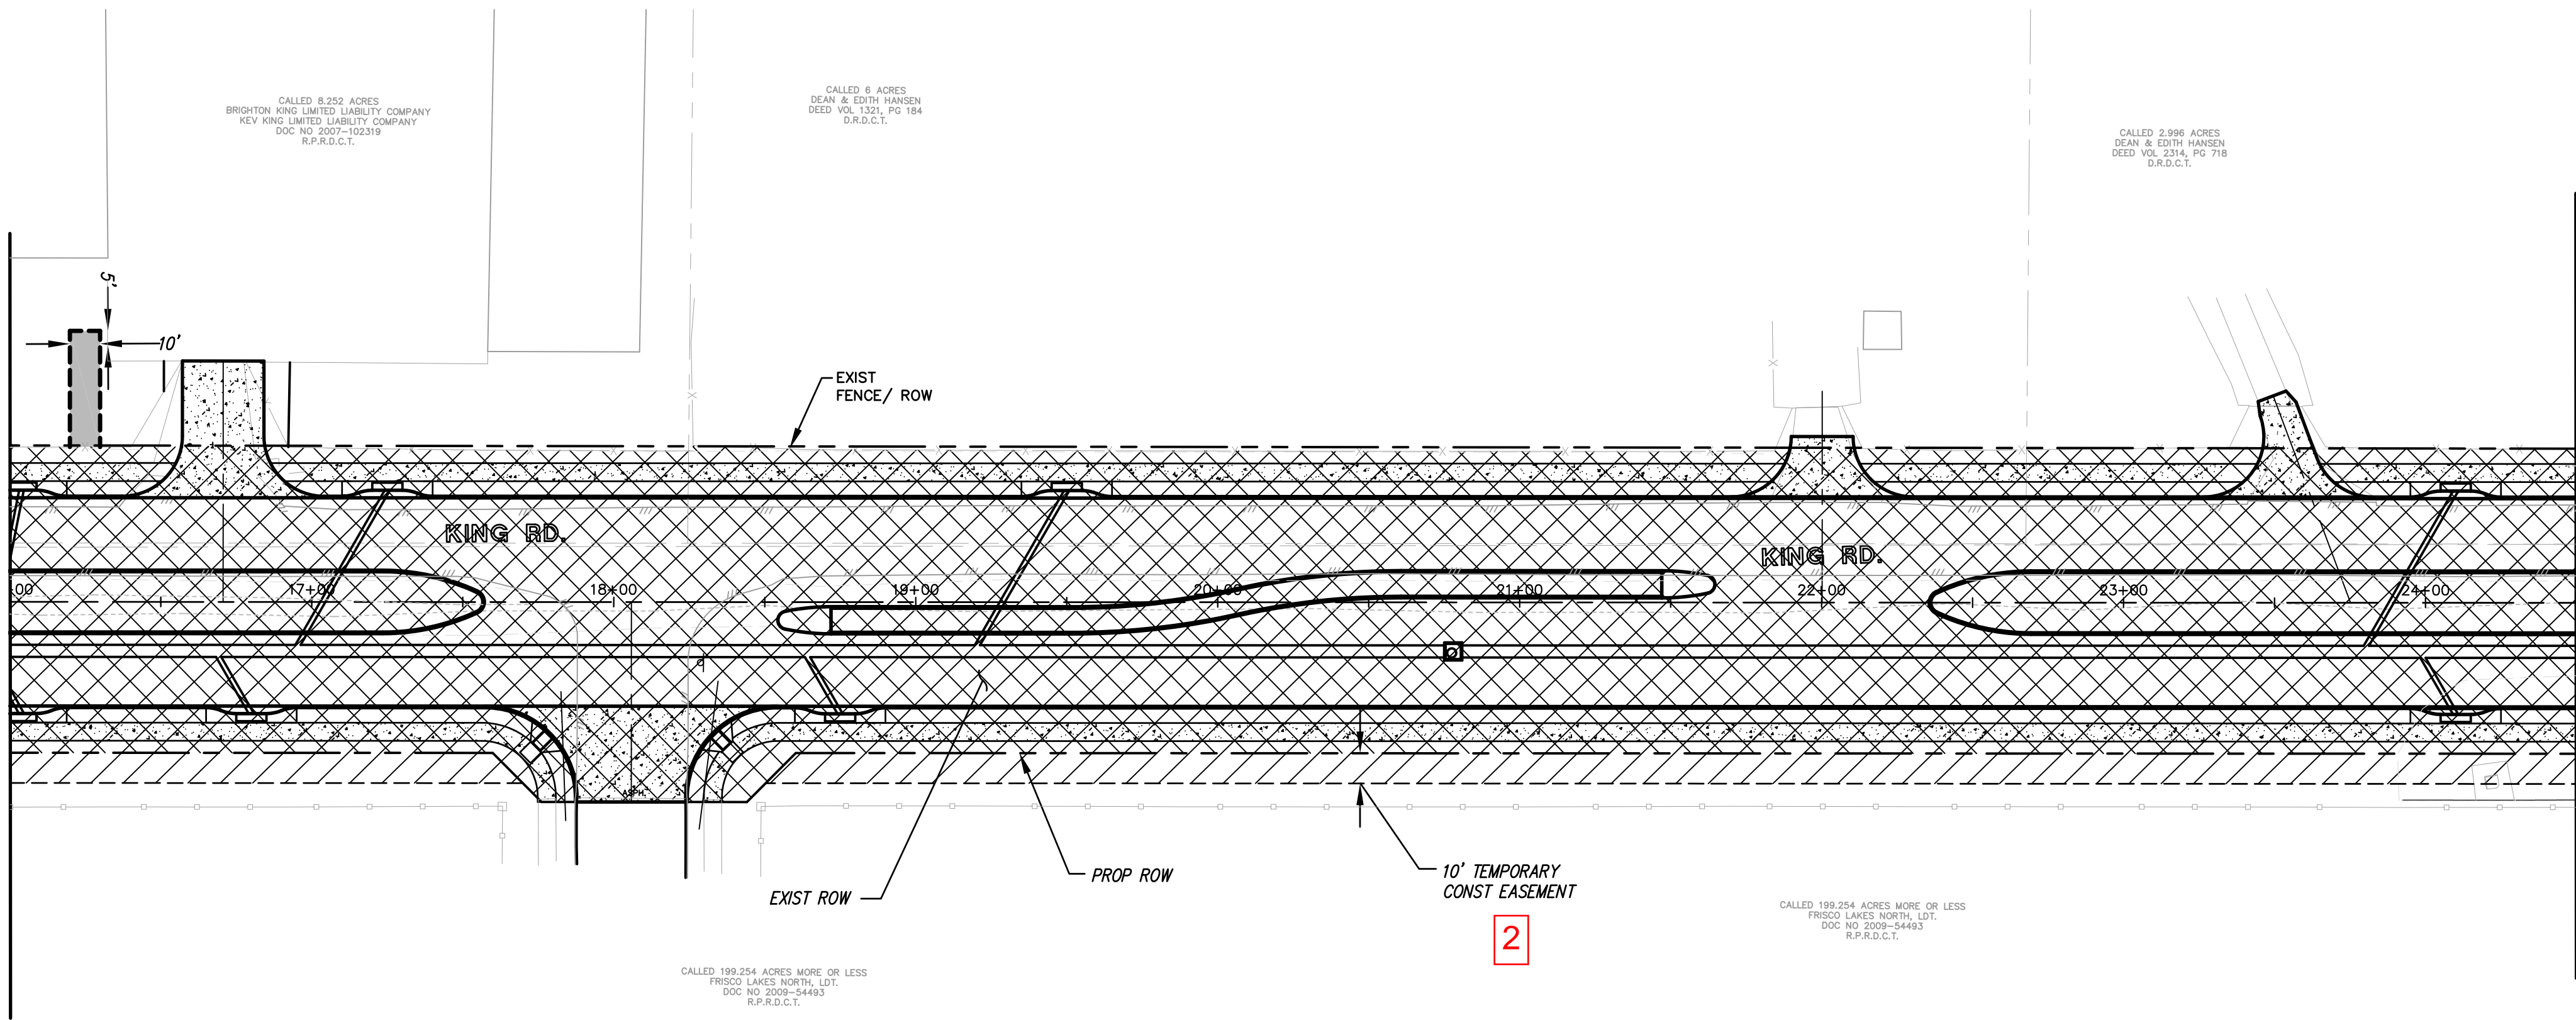 CALLED 8.252 ACRES
BRIGHTON KING LIMITED LIABILITY COMPANY
KEV KING LIMITED LIABILITY COMPANY
DOC NO 2007-102319
R.P.R.D.C.T.
CALLED 6 ACRES
DEAN & EDITH HANSEN
DEED VOL 1321, PG 184
D.R.D.C.T.
CALLED 2.996 ACRES
DEAN & EDITH HANSEN
DEED VOL 2314, PG 718
D.R.D.C.T.
5'
10'
EXIST
FENCE/ ROW
KING RD.
KING RD.
00
17+00
18+00
19+00
20+00
21+00
22+00
23+00
24+00
ASPH.
EXIST ROW
PROP ROW
10' TEMPORARY
CONST EASEMENT
2
CALLED 199.254 ACRES MORE OR LESS
FRISCO LAKES NORTH, LDT.
DOC NO 2009-54493
R.P.R.D.C.T.
CALLED 199.254 ACRES MORE OR LESS
FRISCO LAKES NORTH, LDT.
DOC NO 2009-54493
R.P.R.D.C.T.